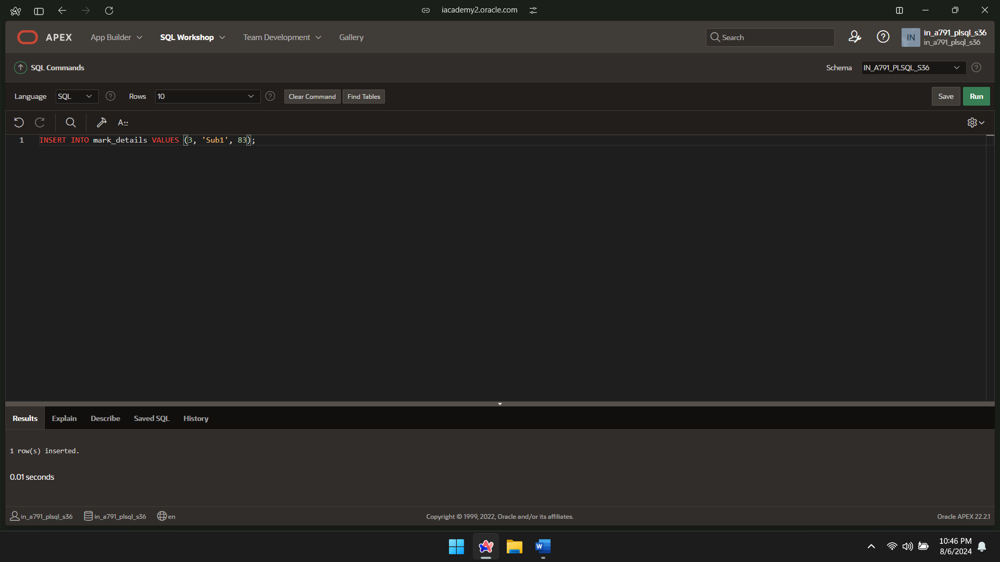 iacademy2.oracle.com
APEX App Builder SQL Workshop Team Development Gallery Search IN in_a791_plsql_s36
in_a791_plsql_s36
SQL Commands Schema IN_A791_PLSQL_S36
Language SQL Rows 10 Clear Command Find Tables Save Run
A::
1 INSERT INTO mark_details VALUES (3, 'Sub1', 83);
Results Explain Describe Saved SQL History
1 row(s) inserted.
0.01 seconds
in_a791_plsql_s36 in_a791_plsql_s36 en Copyright © 1999, 2022, Oracle and/or its affiliates. Oracle APEX 22.2.1
W 10:46 PM
8/6/2024